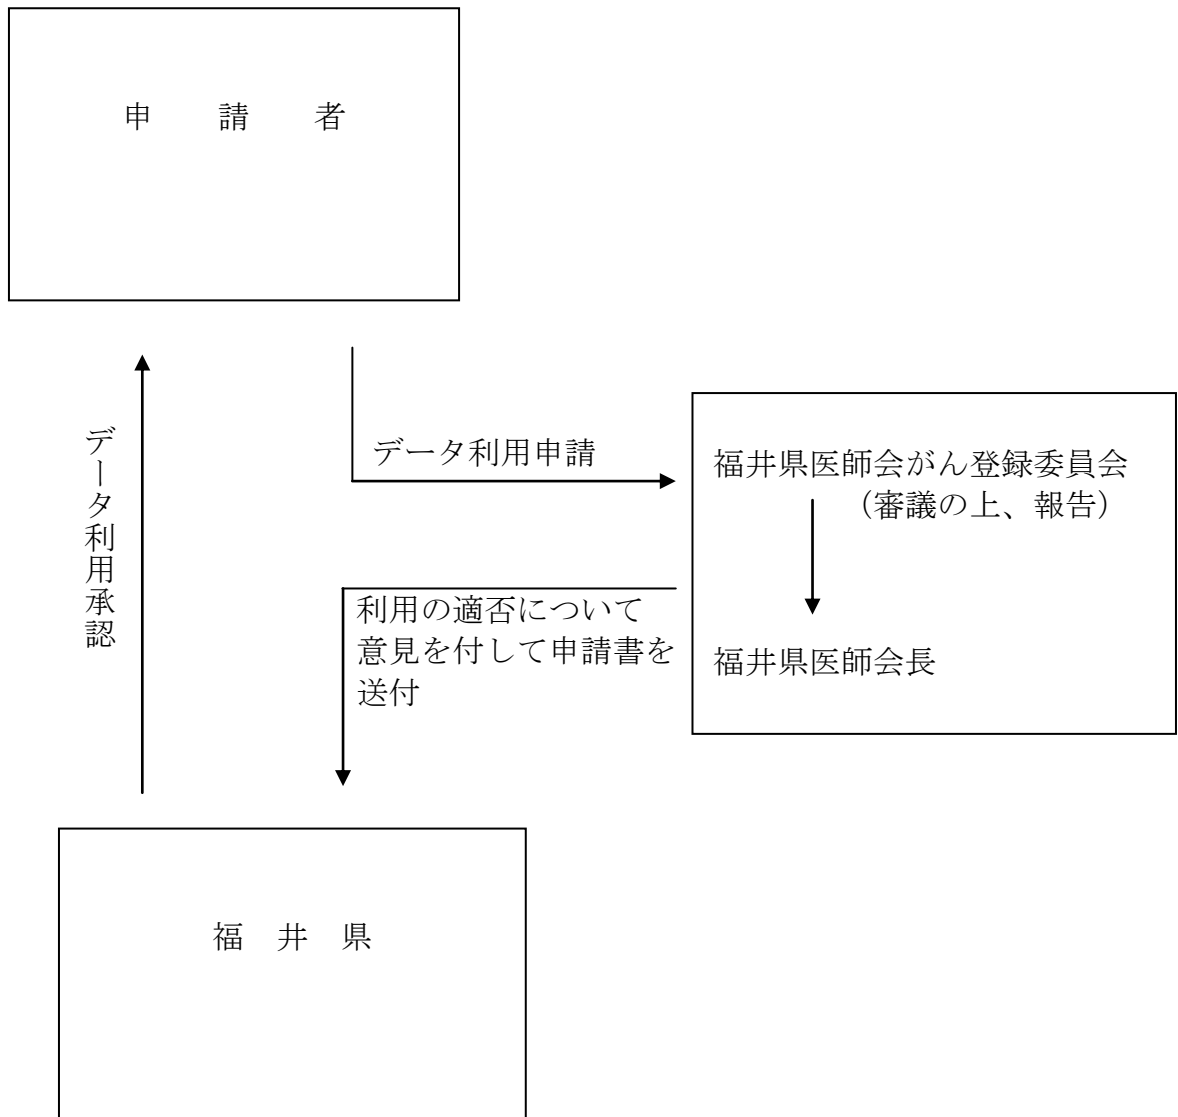 申　請　者
データ利用申請
データ利用承認
福井県医師会がん登録委員会
（審議の上、報告）
福井県医師会長
利用の適否について
意見を付して申請書を
送付
福　井　県